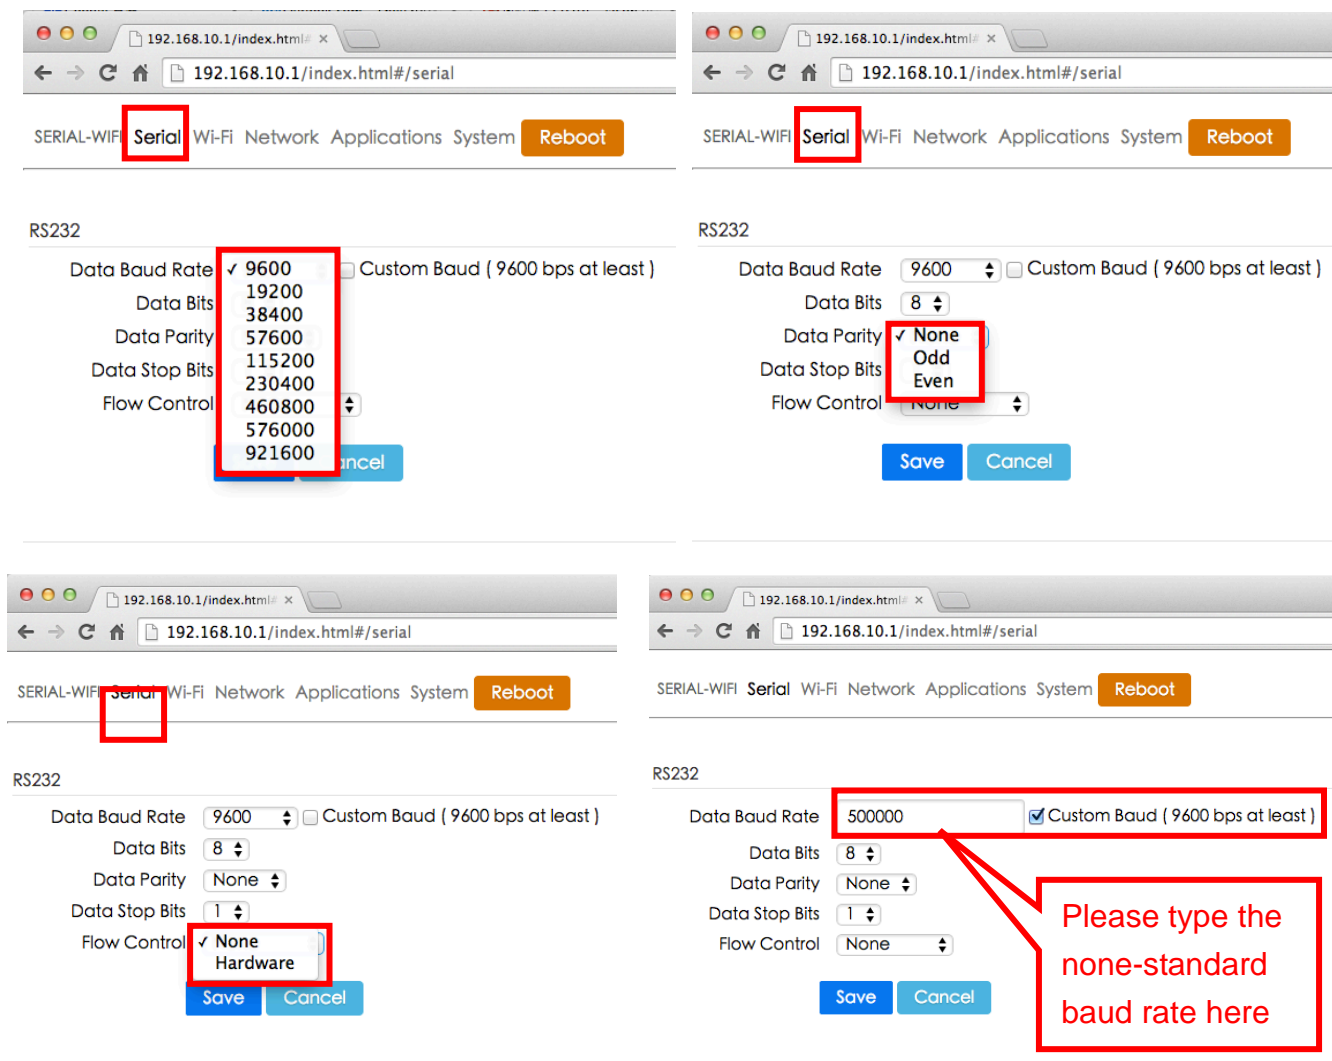 192.168.10.1/index.html# ×
192.168.10.1/index.html#/serial
SERIAL-WIFI Serial Wi-Fi Network Applications System Reboot
RS232
Data Baud Rate ✓ 9600 Custom Baud ( 9600 bps at least )
19200
Data Bits
38400
Data Parity 57600
115200
Data Stop Bits
230400
Flow Control 460800
576000
921600
ancel
192.168.10.1/index.html# ×
192.168.10.1/index.html#/serial
SERIAL-WIFI Serial Wi-Fi Network Applications System Reboot
RS232
Data Baud Rate 9600 Custom Baud ( 9600 bps at least )
Data Bits 8
Data Parity ✓ None
Odd
Data Stop Bits
Even
Flow Control None
Save Cancel
192.168.10.1/index.html# ×
192.168.10.1/index.html#/serial
SERIAL-WIFI Serial Wi-Fi Network Applications System Reboot
RS232
Data Baud Rate 9600 Custom Baud ( 9600 bps at least )
Data Bits 8
Data Parity None
Data Stop Bits 1
Flow Control ✓ None
Hardware
Save Cancel
192.168.10.1/index.html# ×
192.168.10.1/index.html#/serial
SERIAL-WIFI Serial Wi-Fi Network Applications System Reboot
RS232
Data Baud Rate 500000 Custom Baud ( 9600 bps at least )
Data Bits 8
Data Parity None
Data Stop Bits 1
Flow Control None
Save Cancel
Please type the
none-standard
baud rate here